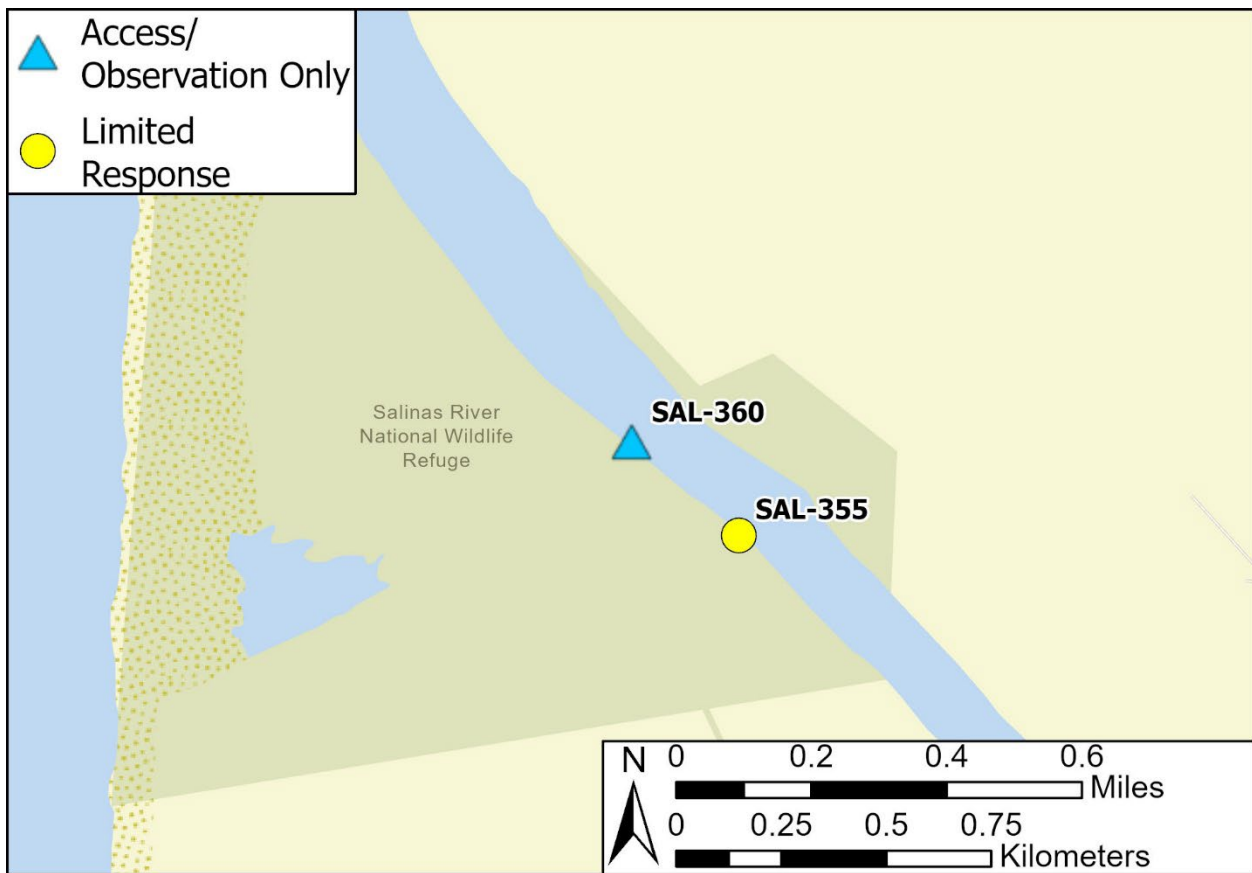 Access/
Observation Only
Limited
Response
SAL-360
Salinas River
National Wildlife
Refuge
SAL-355
N
0 0.2 0.4 0.6
Miles
0 0.25 0.5 0.75
Kilometers